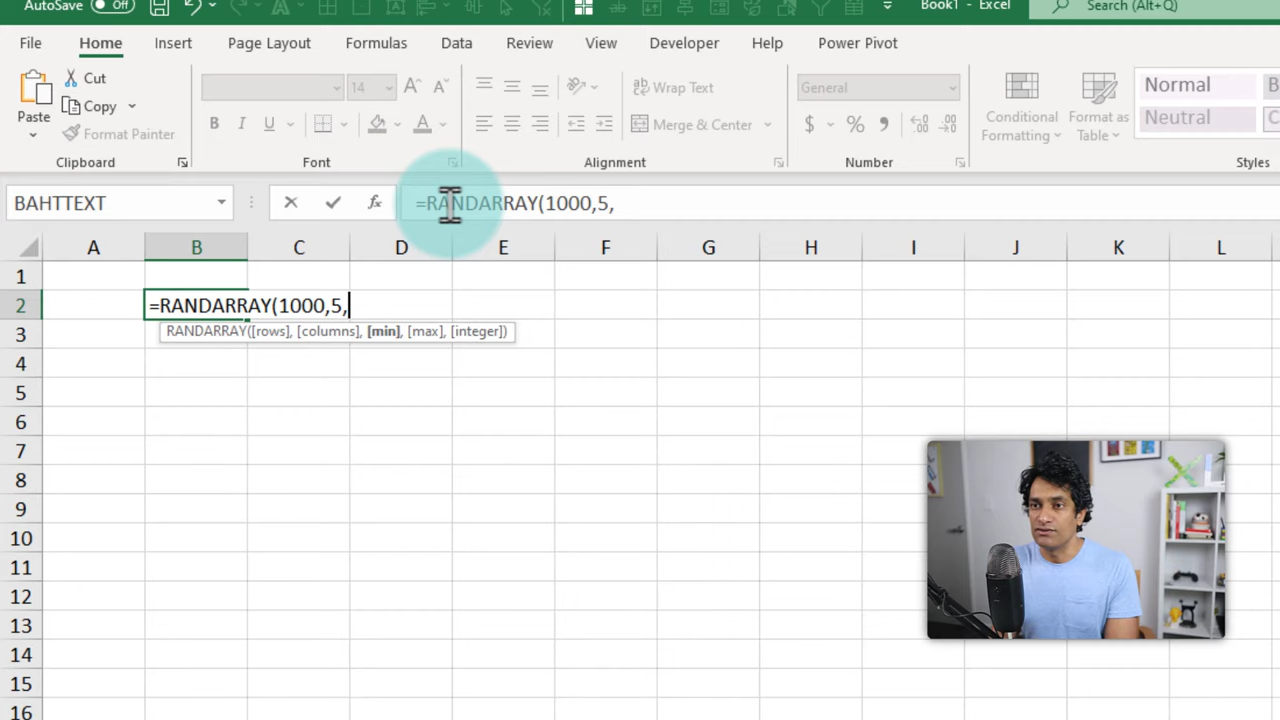 AutoSave Off Book1 - Excel Search (Alt+Q)
File Home Insert Page Layout Formulas Data Review View Developer Help Power Pivot
Paste Cut Copy Format Painter
Clipboard
14 A A
B I U A
Font
ab Wrap Text
Merge & Center
Alignment
General
$ % 9
Number
Conditional Formatting Format as Table
Normal B
Neutral C
Styles
BAHTTEXT fx =RANDARRAY(1000,5,
A B C D E F G H I J K L
1
2 =RANDARRAY(1000,5,
RANDARRAY([rows], [columns], [min], [max], [integer])
3
4
5
6
7
8
9
10
11
12
13
14
15
16